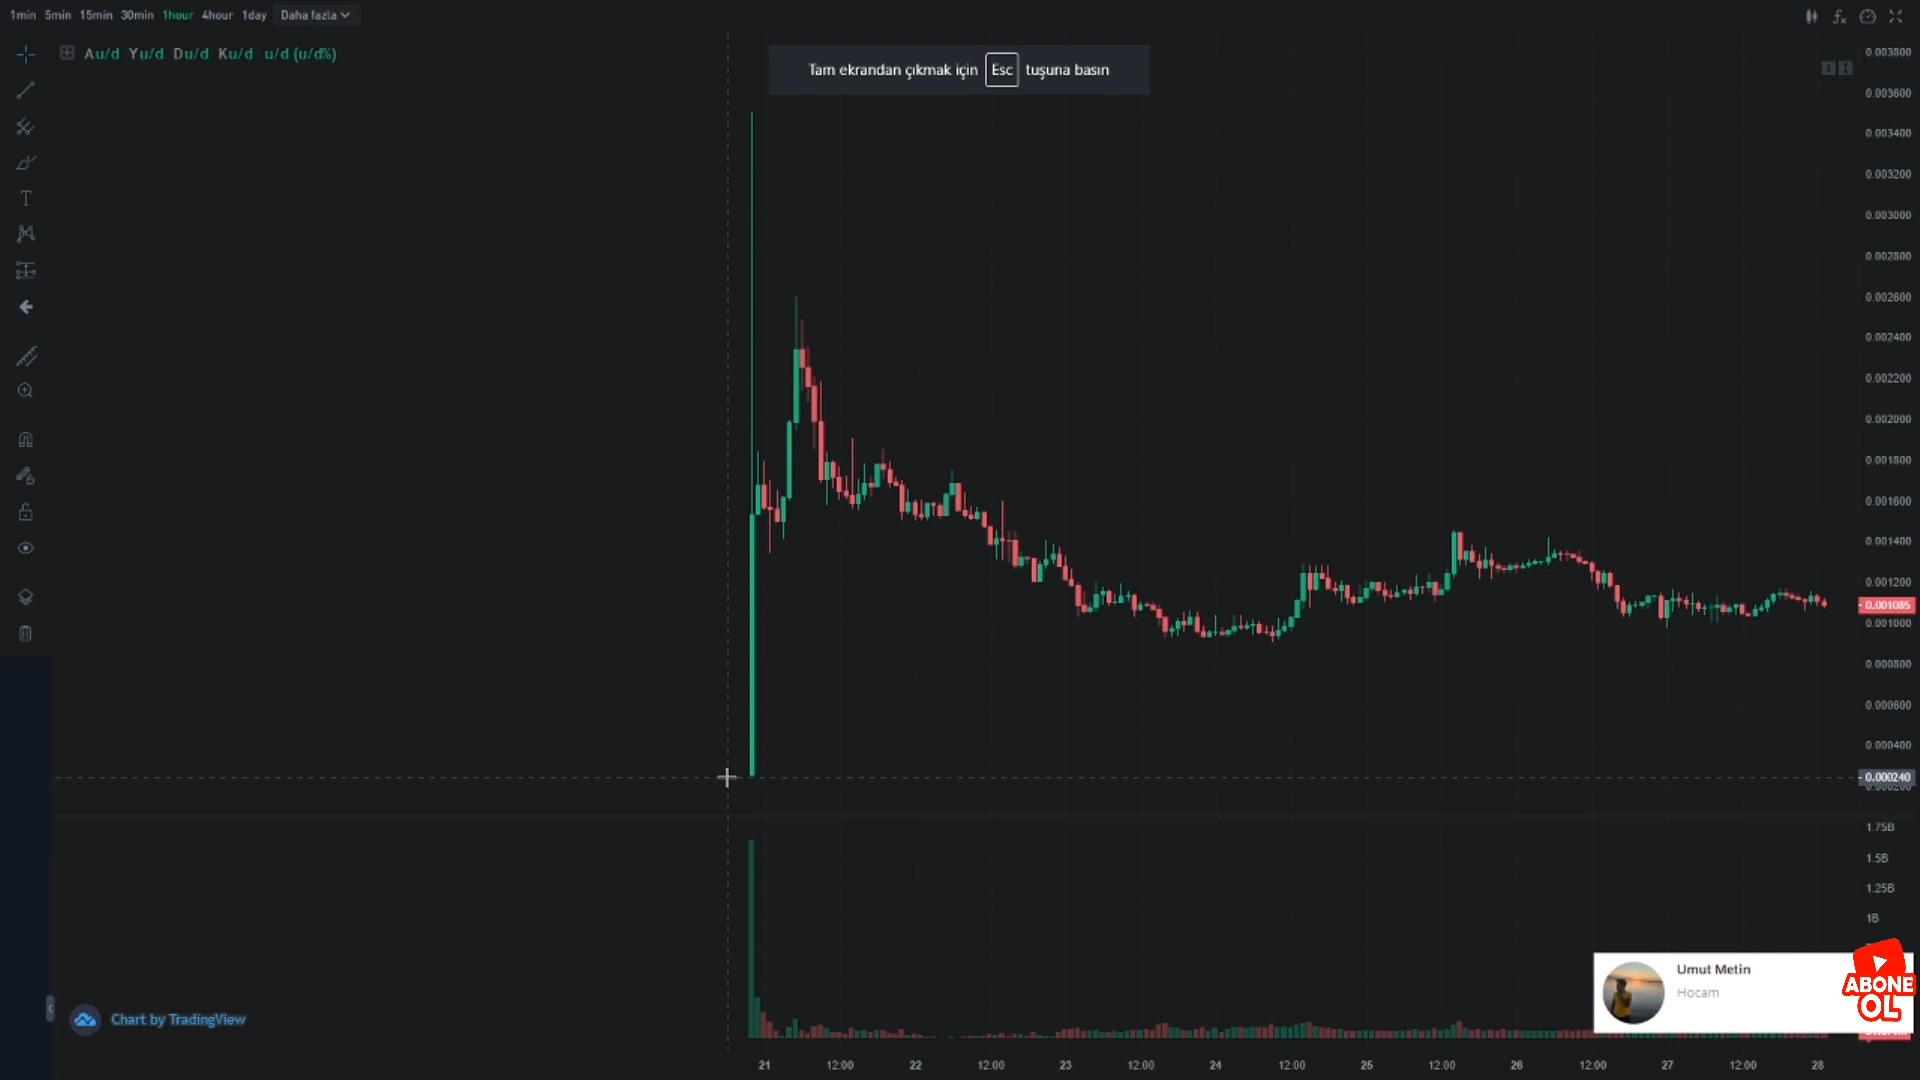 1min 5min 15min 30min 1hour 4hour 1day Daha fazla
Au/d Yu/d Du/d Ku/d u/d (u/d%)
Tam ekrandan çıkmak için Esc tuşuna basın
0.003800
0.003600
0.003400
0.003200
0.003000
0.002800
0.002600
0.002400
0.002200
0.002000
0.001800
0.001600
0.001400
0.001200
0.001085
0.001000
0.000800
0.000600
0.000400
0.000240
0.000200
1.75B
1.5B
1.25B
1B
Umut Metin
Hocam
ABONE
OL
Chart by TradingView
21 12:00 22 12:00 23 12:00 24 12:00 25 12:00 26 12:00 27 12:00 28